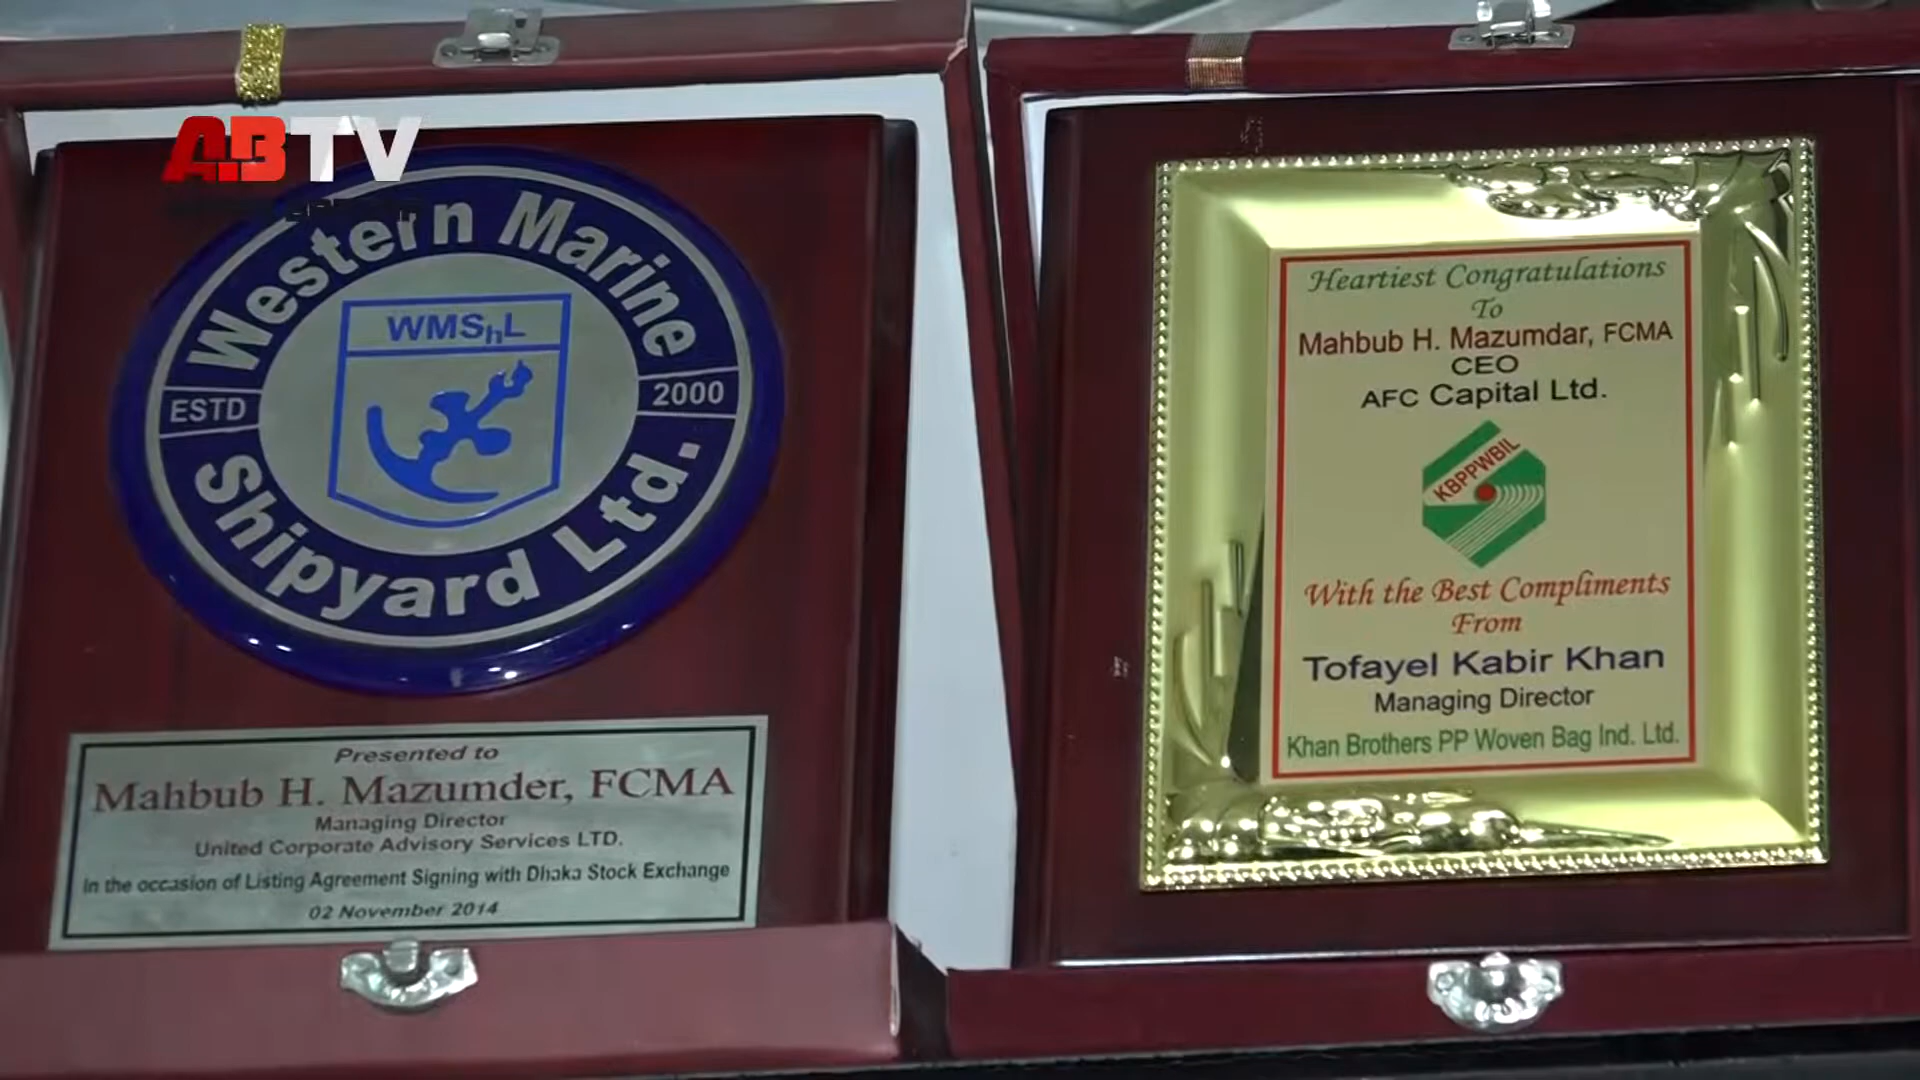 ABTV
Western Marine
ESTD
2000
Shipyard Ltd.
WMShL
Presented to
Mahbub H. Mazumder, FCMA
Managing Director
United Corporate Advisory Services LTD.
In the occasion of Listing Agreement Signing with Dhaka Stock Exchange
02 November 2014
Heartiest Congratulations
To
Mahbub H. Mazumdar, FCMA
CEO
AFC Capital Ltd.
KBPPWBIL
With the Best Compliments
From
Tofayel Kabir Khan
Managing Director
Khan Brothers PP Woven Bag Ind. Ltd.